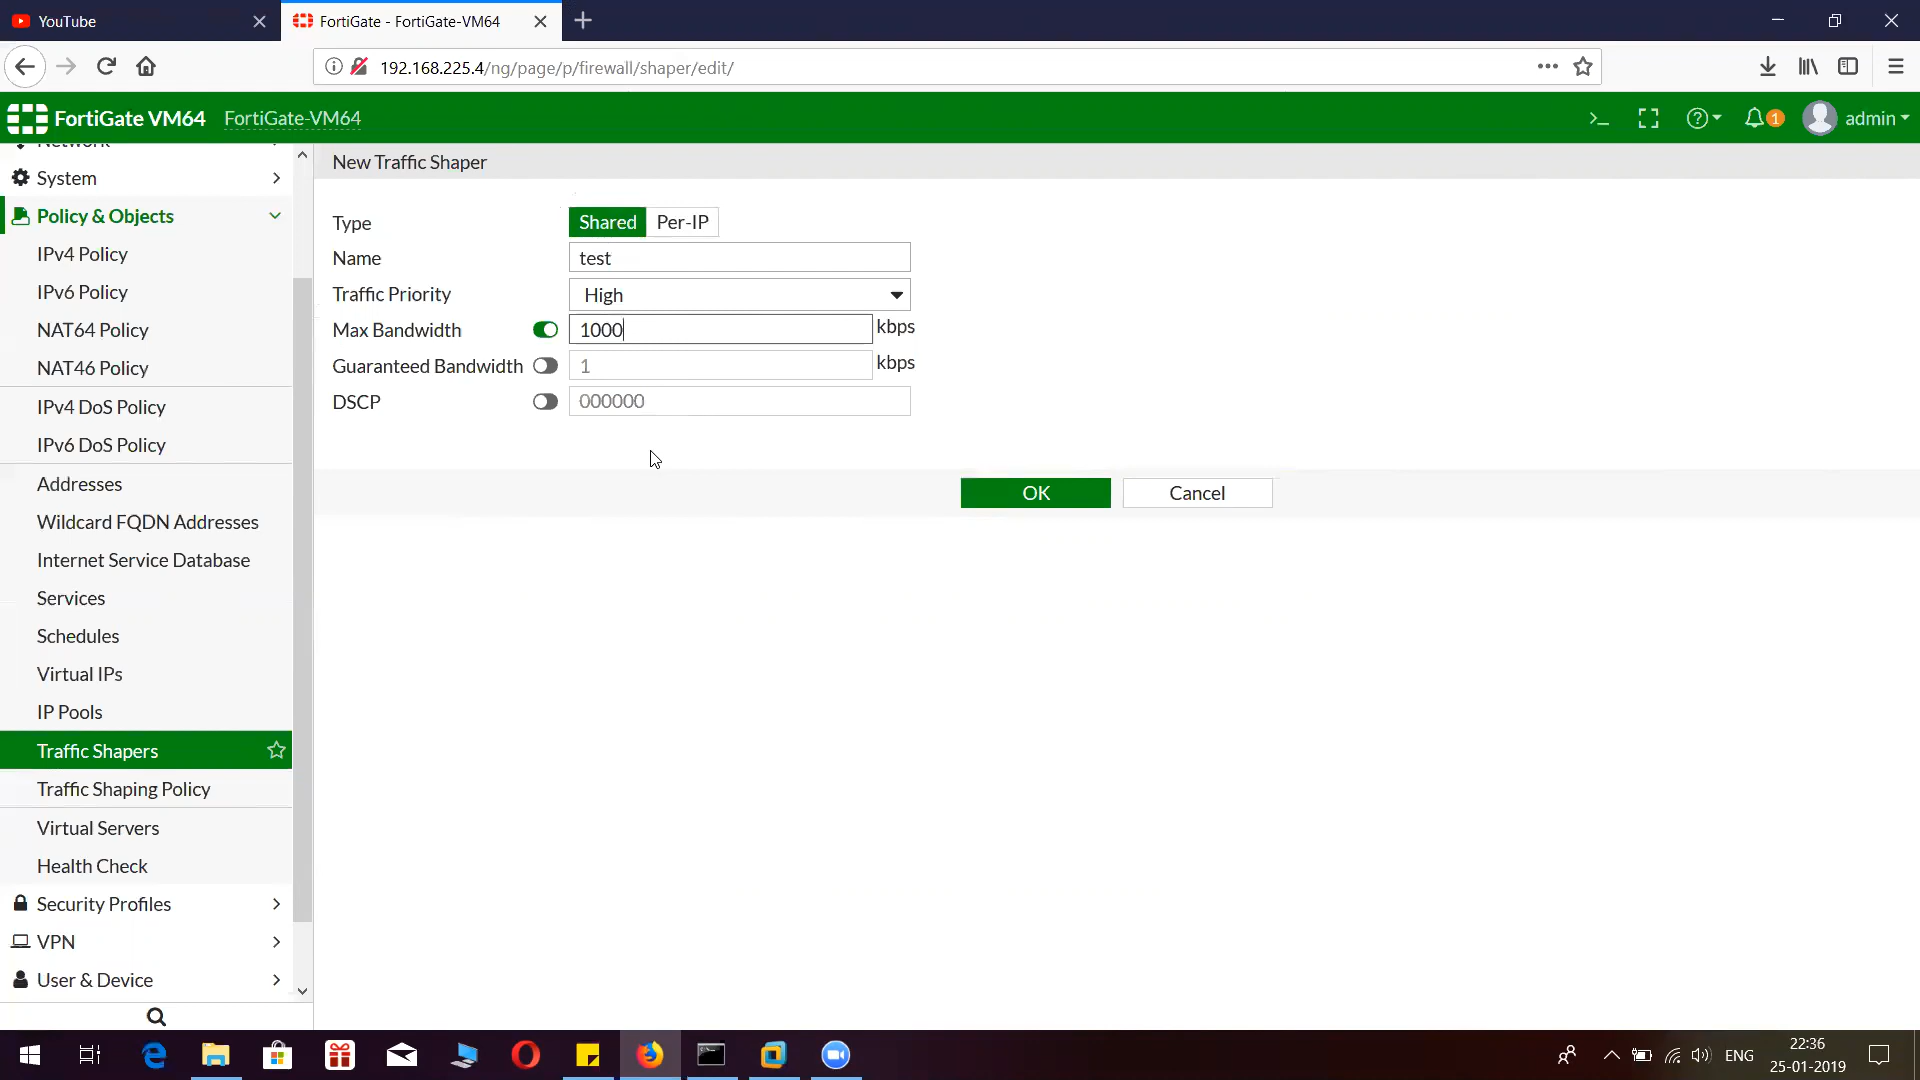 YouTube
FortiGate - FortiGate-VM64
192.168.225.4/ng/page/p/firewall/shaper/edit/
FortiGate VM64 FortiGate-VM64
1 admin
Network
System
Policy & Objects
IPv4 Policy
IPv6 Policy
NAT64 Policy
NAT46 Policy
IPv4 DoS Policy
IPv6 DoS Policy
Addresses
Wildcard FQDN Addresses
Internet Service Database
Services
Schedules
Virtual IPs
IP Pools
Traffic Shapers
Traffic Shaping Policy
Virtual Servers
Health Check
Security Profiles
VPN
User & Device
New Traffic Shaper
Type Shared Per-IP
Name test
Traffic Priority High
Max Bandwidth 1000 kbps
Guaranteed Bandwidth 1 kbps
DSCP 000000
OK Cancel
ENG
22:36
25-01-2019